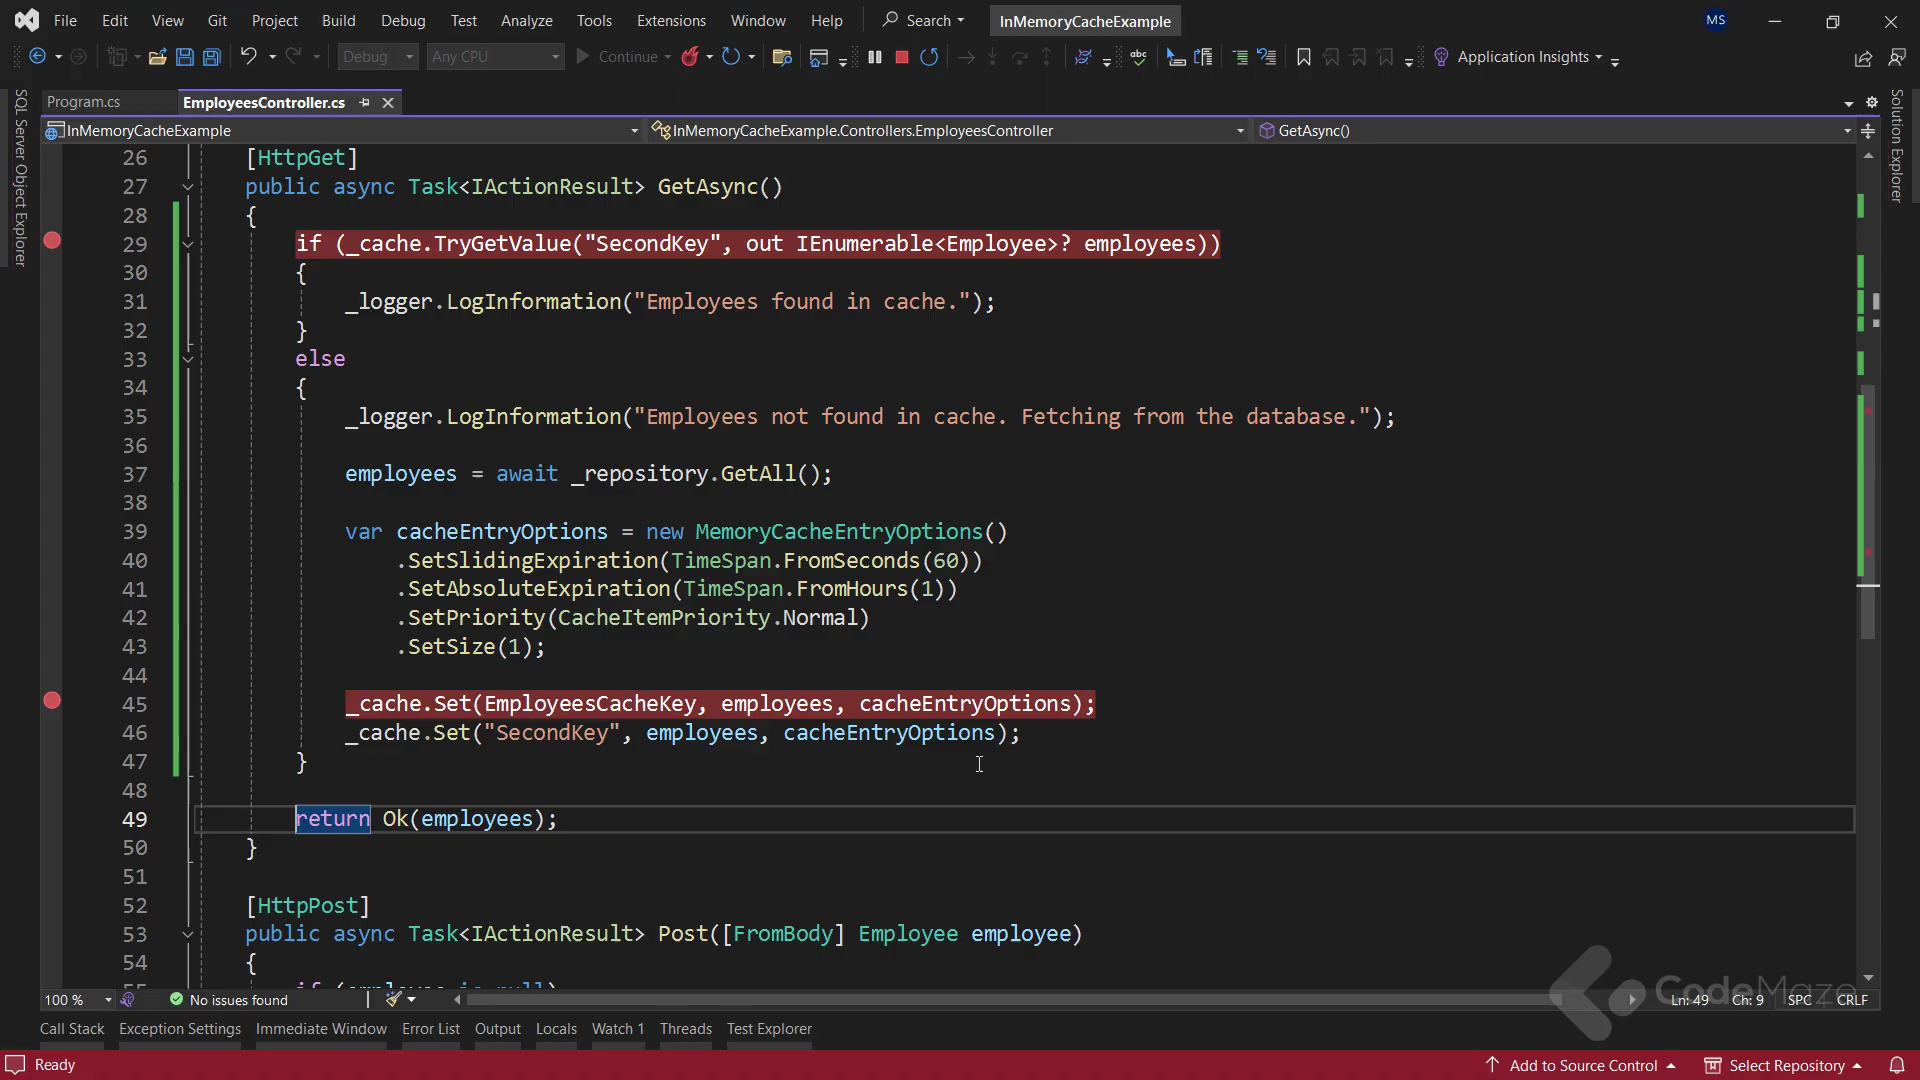 File Edit View Git Project Build Debug Test Analyze Tools Extensions Window Help Search InMemoryCacheExample MS
Debug Any CPU Continue Application Insights
Program.cs EmployeesController.cs
InMemoryCacheExample InMemoryCacheExample.Controllers.EmployeesController GetAsync()
SQL Server Object Explorer
Solution Explorer
26 [HttpGet]
27 public async Task<IActionResult> GetAsync()
28 {
29 if (_cache.TryGetValue("SecondKey", out IEnumerable<Employee>? employees))
30 {
31 _logger.LogInformation("Employees found in cache.");
32 }
33 else
34 {
35 _logger.LogInformation("Employees not found in cache. Fetching from the database.");
36
37 employees = await _repository.GetAll();
38
39 var cacheEntryOptions = new MemoryCacheEntryOptions()
40 .SetSlidingExpiration(TimeSpan.FromSeconds(60))
41 .SetAbsoluteExpiration(TimeSpan.FromHours(1))
42 .SetPriority(CacheItemPriority.Normal)
43 .SetSize(1);
44
45 _cache.Set(EmployeesCacheKey, employees, cacheEntryOptions);
46 _cache.Set("SecondKey", employees, cacheEntryOptions);
47 }
48
49 return Ok(employees);
50 }
51
52 [HttpPost]
53 public async Task<IActionResult> Post([FromBody] Employee employee)
54 {
55 if (employee is null)
100 % No issues found Ln: 49 Ch: 9 SPC CRLF
CodeMaze
Call Stack Exception Settings Immediate Window Error List Output Locals Watch 1 Threads Test Explorer
Ready Add to Source Control Select Repository